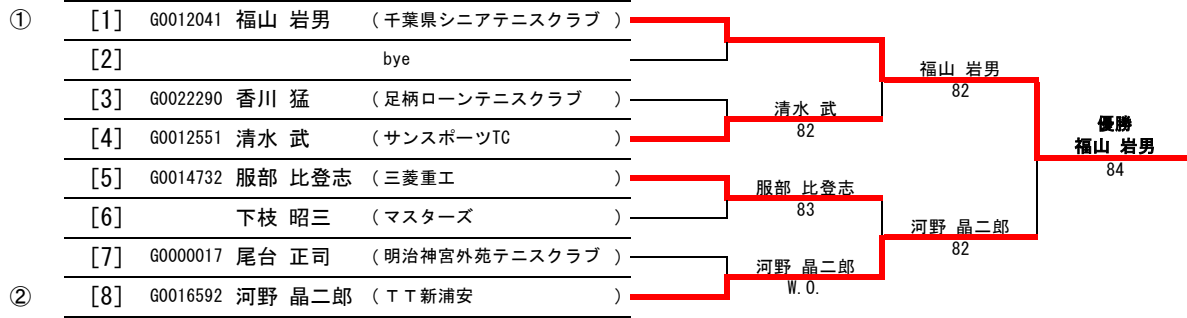 ① [1] G0012041 福山 岩男 (千葉県シニアテニスクラブ )
[2] bye
福山 岩男
82
[3] G0022290 香川 猛 (足柄ローンテニスクラブ )
清水 武
82
[4] G0012551 清水 武 (サンスポーツTC )
優勝
福山 岩男
84
[5] G0014732 服部 比登志 (三菱重工 )
服部 比登志
83
[6] 下枝 昭三 (マスターズ )
河野 晶二郎
82
[7] G0000017 尾台 正司 (明治神宮外苑テニスクラブ )
河野 晶二郎
W.O.
② [8] G0016592 河野 晶二郎 (TT新浦安 )